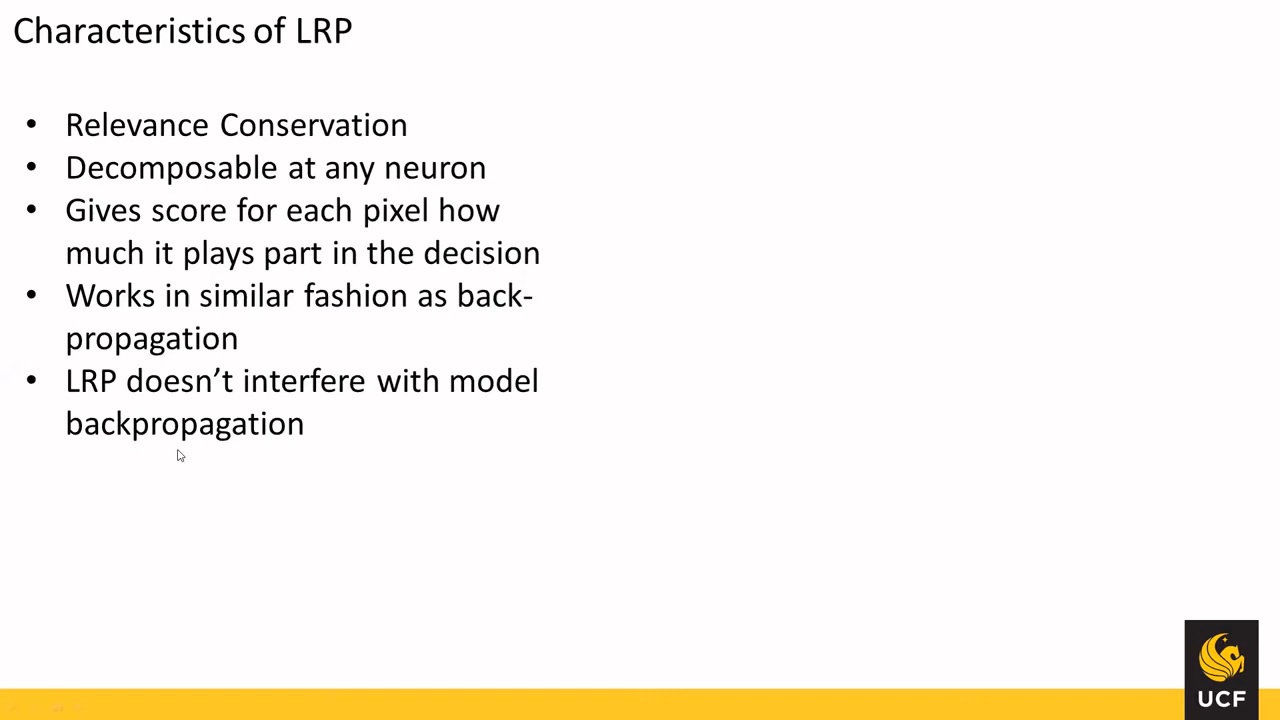 Characteristics of LRP
• Relevance Conservation
• Decomposable at any neuron
• Gives score for each pixel how
much it plays part in the decision
• Works in similar fashion as back-
propagation
• LRP doesn’t interfere with model
backpropagation
UCF